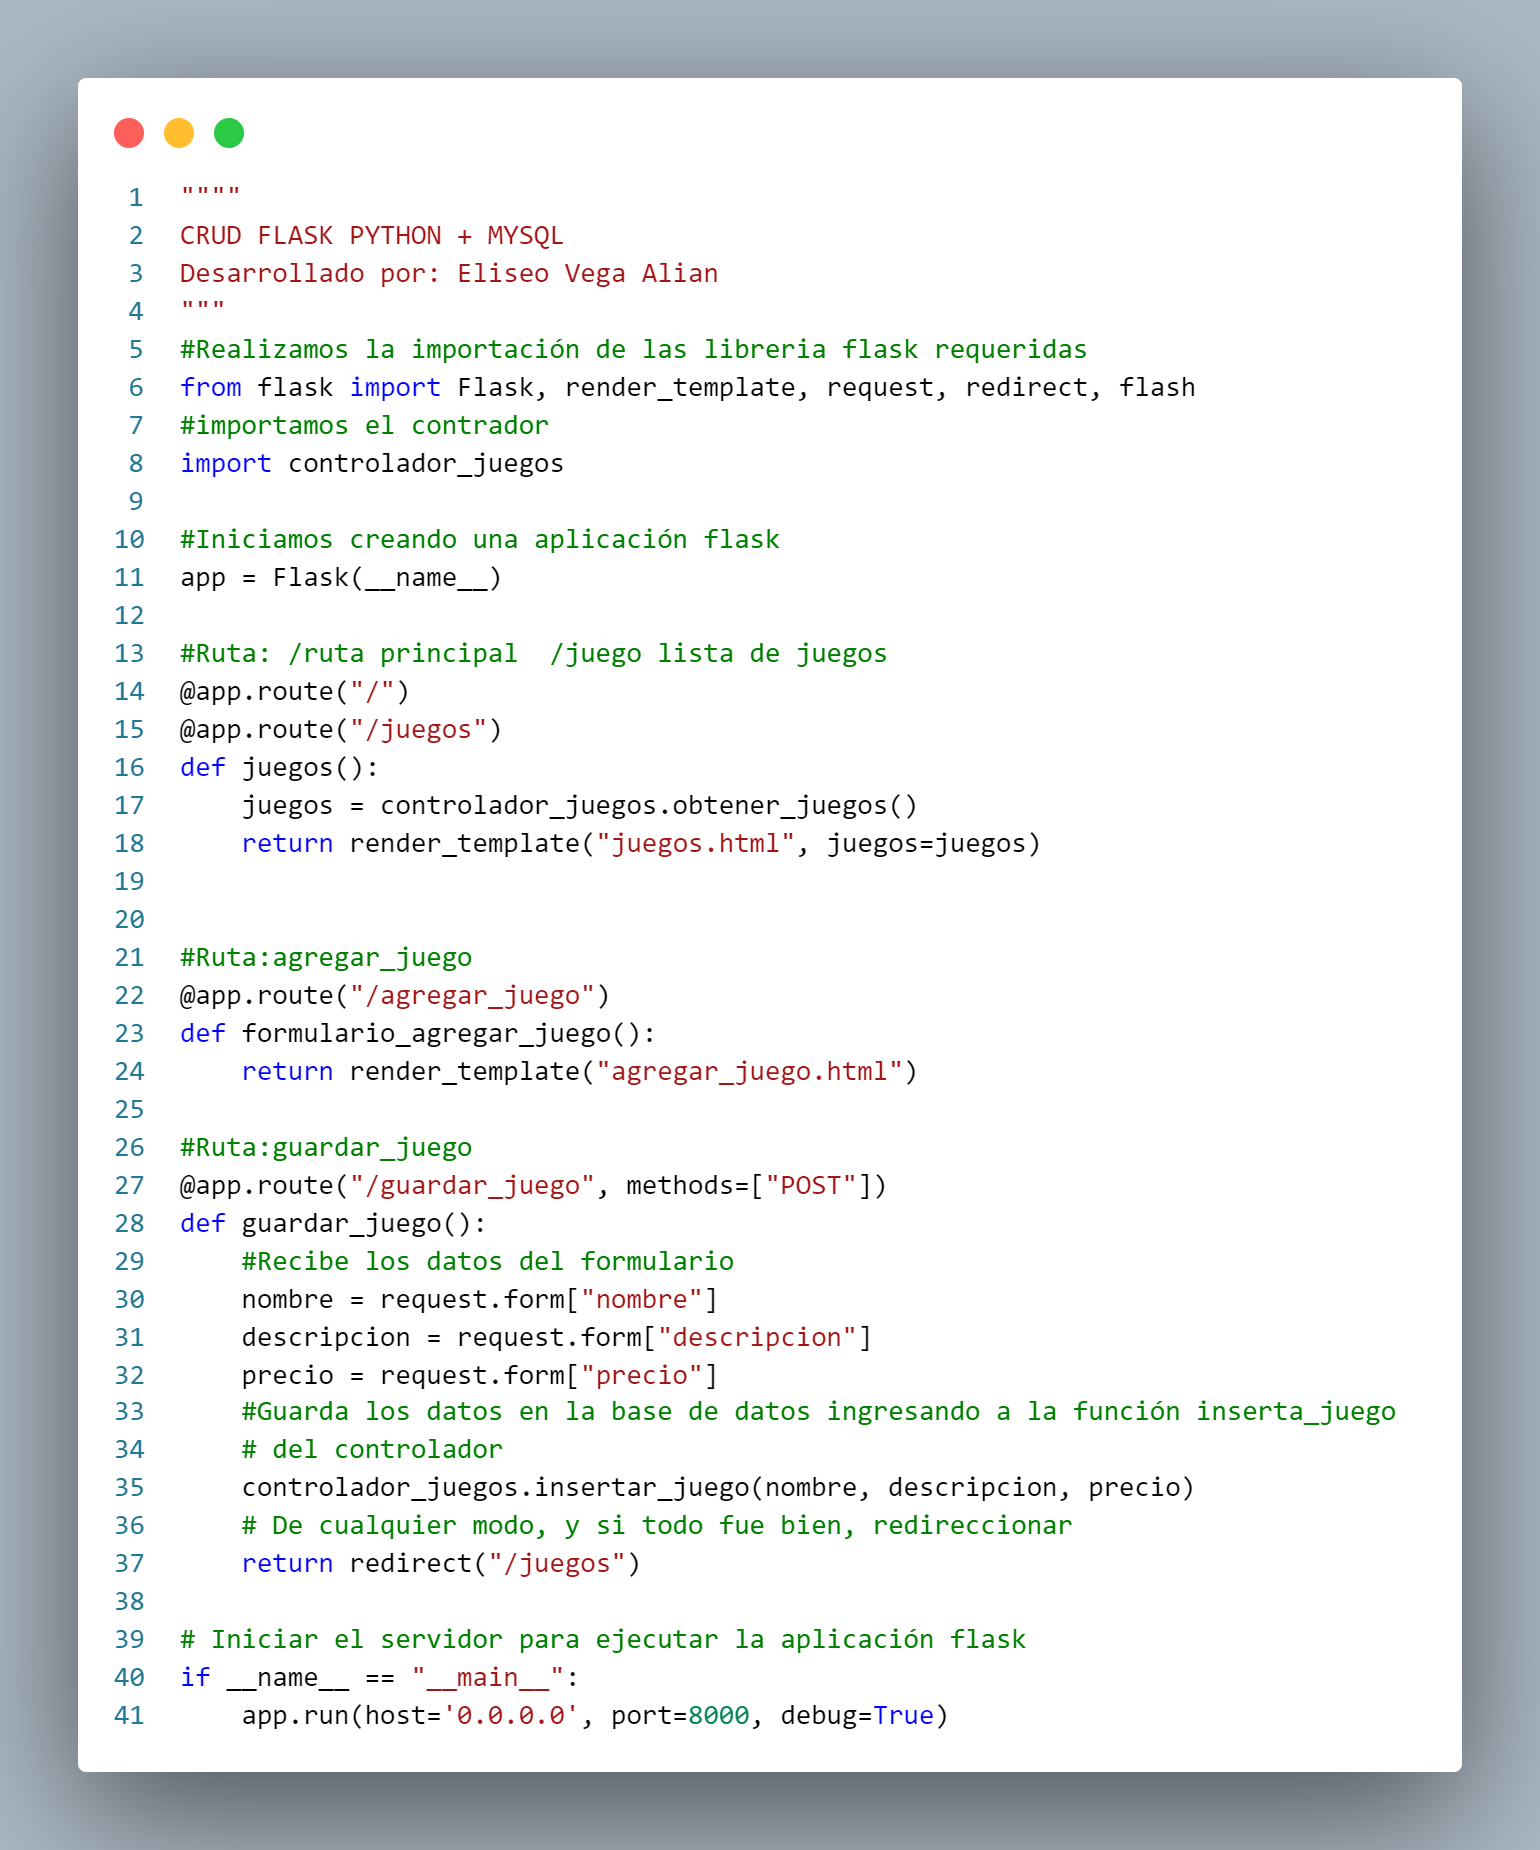 1 """"
2 CRUD FLASK PYTHON + MYSQL
3 Desarrollado por: Eliseo Vega Alian
4 """
5 #Realizamos la importación de las libreria flask requeridas
6 from flask import Flask, render_template, request, redirect, flash
7 #importamos el contrador
8 import controlador_juegos
9
10 #Iniciamos creando una aplicación flask
11 app = Flask(__name__)
12
13 #Ruta: /ruta principal  /juego lista de juegos
14 @app.route("/")
15 @app.route("/juegos")
16 def juegos():
17     juegos = controlador_juegos.obtener_juegos()
18     return render_template("juegos.html", juegos=juegos)
19
20
21 #Ruta:agregar_juego
22 @app.route("/agregar_juego")
23 def formulario_agregar_juego():
24     return render_template("agregar_juego.html")
25
26 #Ruta:guardar_juego
27 @app.route("/guardar_juego", methods=["POST"])
28 def guardar_juego():
29     #Recibe los datos del formulario
30     nombre = request.form["nombre"]
31     descripcion = request.form["descripcion"]
32     precio = request.form["precio"]
33     #Guarda los datos en la base de datos ingresando a la función inserta_juego
34     # del controlador
35     controlador_juegos.insertar_juego(nombre, descripcion, precio)
36     # De cualquier modo, y si todo fue bien, redireccionar
37     return redirect("/juegos")
38
39 # Iniciar el servidor para ejecutar la aplicación flask
40 if __name__ == "__main__":
41     app.run(host='0.0.0.0', port=8000, debug=True)